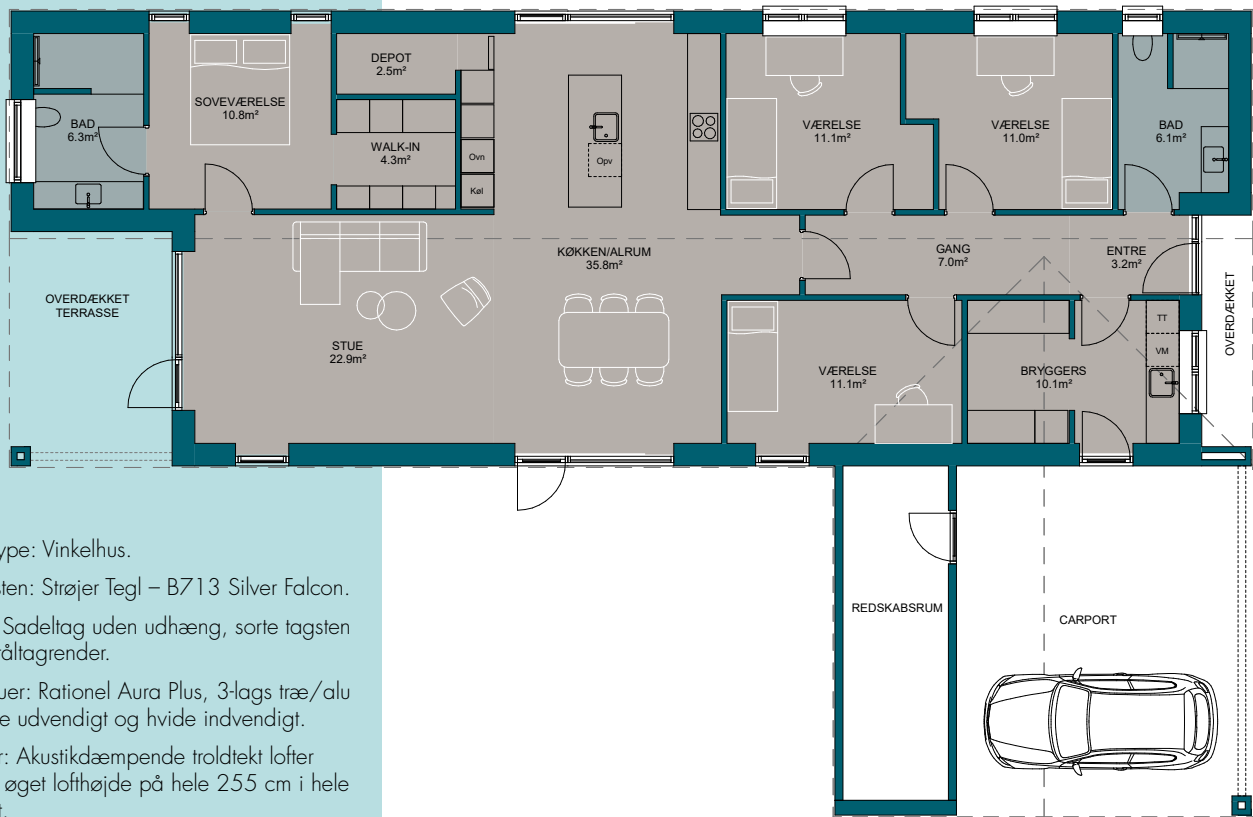 DEPOT
2.5m²
SOVEVÆRELSE
10.8m²
BAD
6.3m²
WALK-IN
4.3m²
Ovn
Køl
Opv
VÆRELSE
11.1m²
VÆRELSE
11.0m²
BAD
6.1m²
KØKKEN/ALRUM
35.8m²
GANG
7.0m²
ENTRE
3.2m²
OVERDÆKKET
TERRASSE
OVERDÆKKET
STUE
22.9m²
VÆRELSE
11.1m²
BRYGGERS
10.1m²
TT
VM
REDSKABSRUM
CARPORT
ype: Vinkelhus.
sten: Strøjer Tegl – B713 Silver Falcon.
Sadeltag uden udhæng, sorte tagsten
åltagrender.
uer: Rationel Aura Plus, 3-lags træ/alu
e udvendigt og hvide indvendigt.
r: Akustikdæmpende troldtekt lofter
øget lofthøjde på hele 255 cm i hele
t.